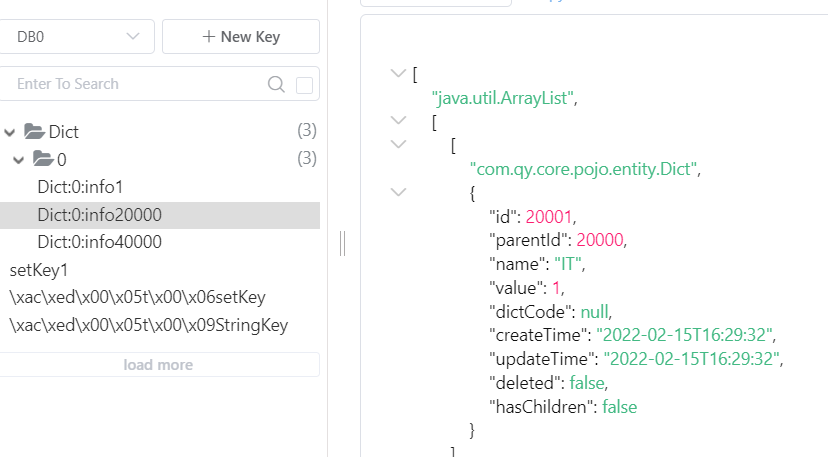 DB0
+ New Key
Enter To Search
Dict (3)
0 (3)
Dict:0:info1
Dict:0:info20000
Dict:0:info40000
setKey1
\xac\xed\x00\x05t\x00\x06setKey
\xac\xed\x00\x05t\x00\x09StringKey
load more
[
"java.util.ArrayList",
[
[
"com.qy.core.pojo.entity.Dict",
{
"id": 20001,
"parentId": 20000,
"name": "IT",
"value": 1,
"dictCode": null,
"createTime": "2022-02-15T16:29:32",
"updateTime": "2022-02-15T16:29:32",
"deleted": false,
"hasChildren": false
}
]